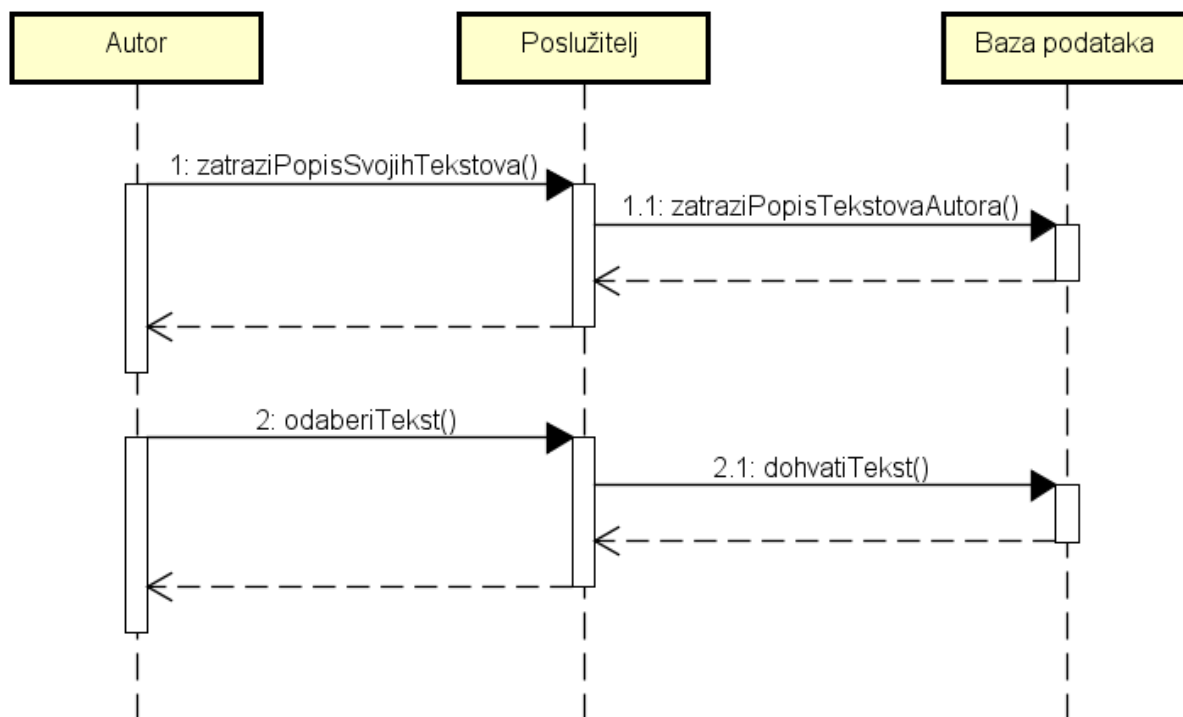 Autor
Poslužitelj
Baza podataka
1: zatraziPopisSvojihTekstova()
1.1: zatraziPopisTekstovaAutora()
2: odaberiTekst()
2.1: dohvatiTekst()